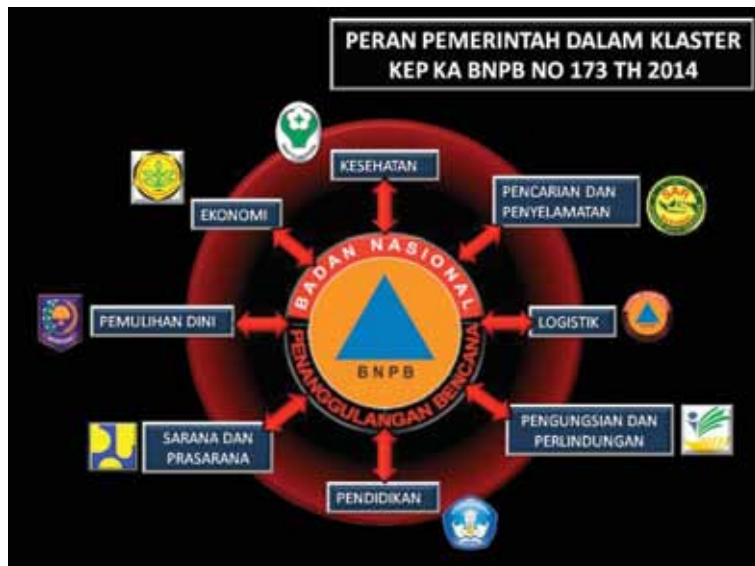 PERAN PEMERINTAH DALAM KLASTER
KEP KA BNPB NO 173 TH 2014
KESEHATAN
PENCARIAN DAN
PENYELAMATAN
SAR
EKONOMI
BADAN NASIONAL
PENANGGULANGAN BENCANA
BNPB
PEMULIHAN DINI
LOGISTIK
SARANA DAN
PRASARANA
PENGUNGSIAN DAN
PERLINDUNGAN
PENDIDIKAN